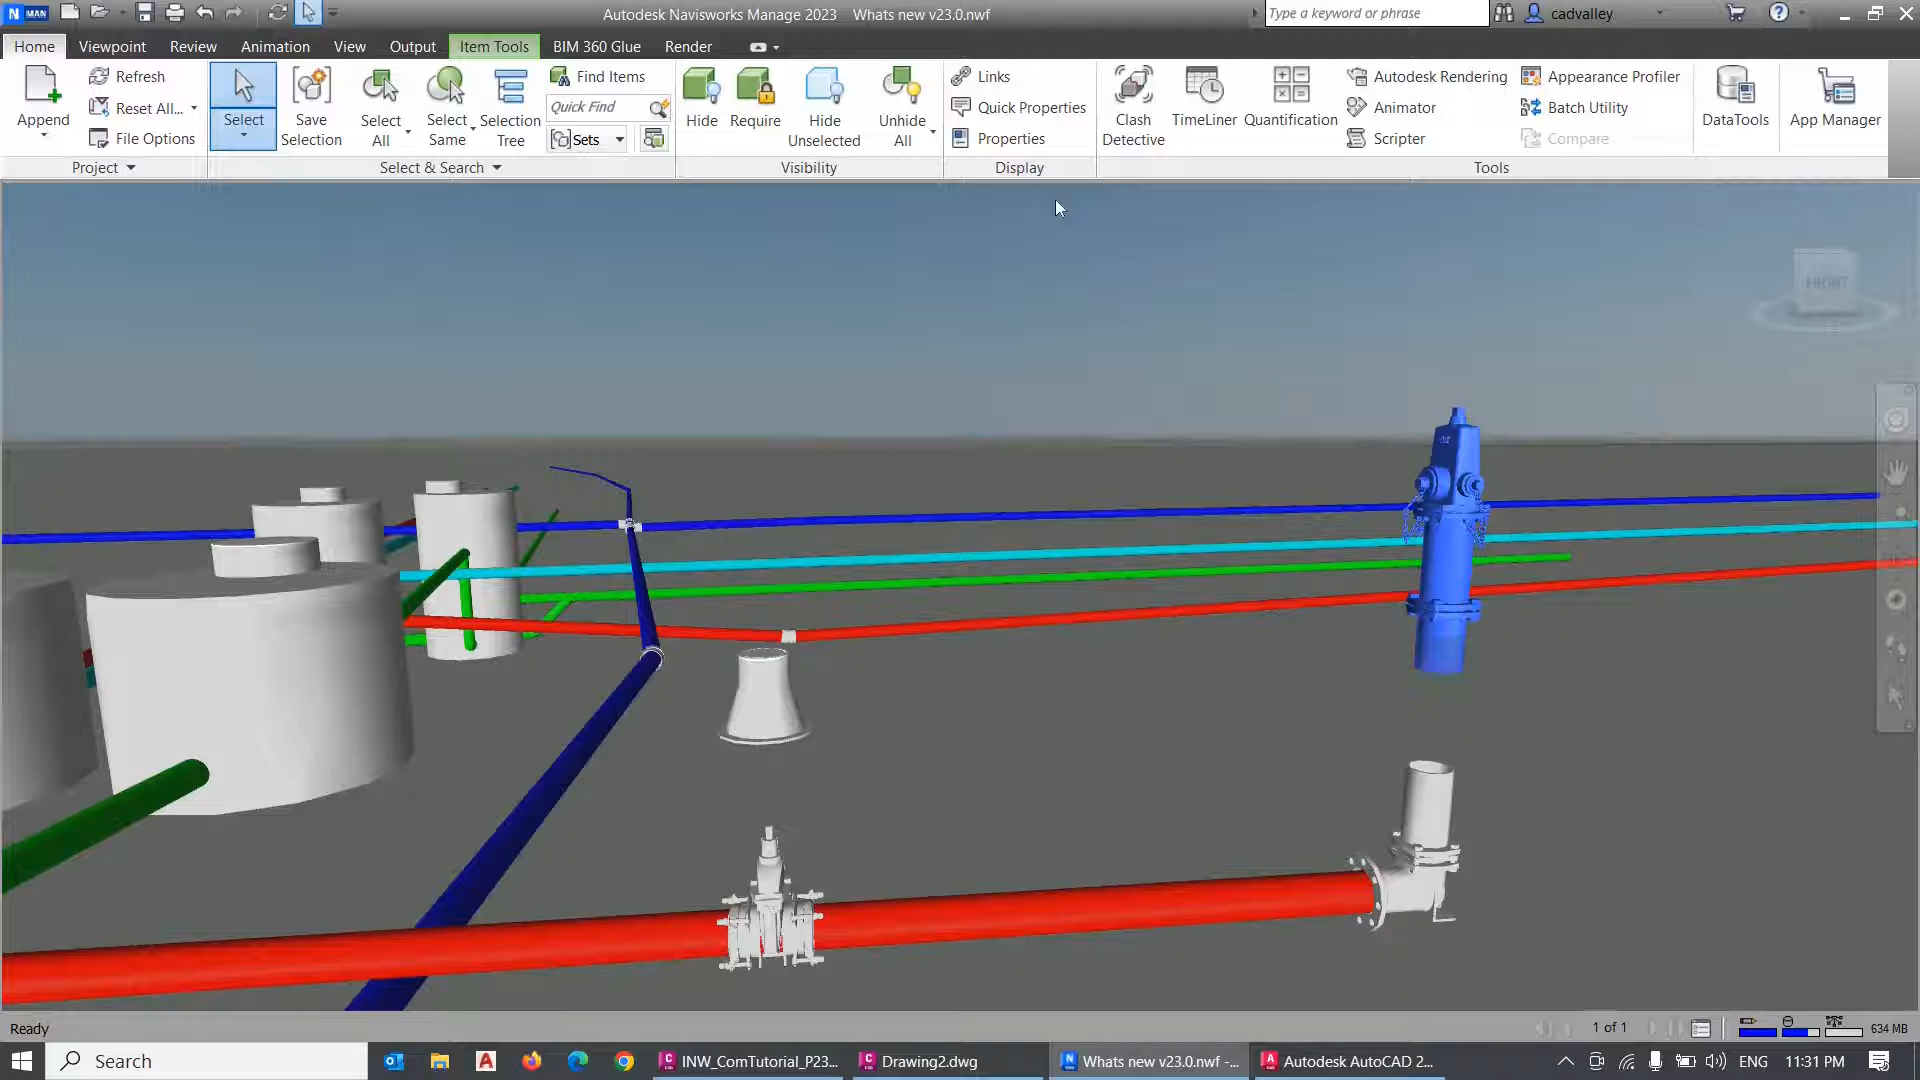 N MAN
Autodesk Navisworks Manage 2023 Whats new v23.0.nwf
Type a keyword or phrase
cadvalley
Home Viewpoint Review Animation View Output Item Tools BIM 360 Glue Render
Append
Refresh
Reset All...
File Options
Select
Save Selection
Select All
Select Same
Selection Tree
Find Items
Quick Find
Sets
Hide
Require
Hide Unselected
Unhide All
Links
Quick Properties
Properties
Clash Detective
TimeLiner
Quantification
Autodesk Rendering
Animator
Scripter
Appearance Profiler
Batch Utility
Compare
DataTools
App Manager
Project Select & Search Visibility Display Tools
FRONT
Ready
1 of 1
634 MB
Search
INW_ComTutorial_P23...
Drawing2.dwg
Whats new v23.0.nwf -...
Autodesk AutoCAD 2...
ENG
11:31 PM